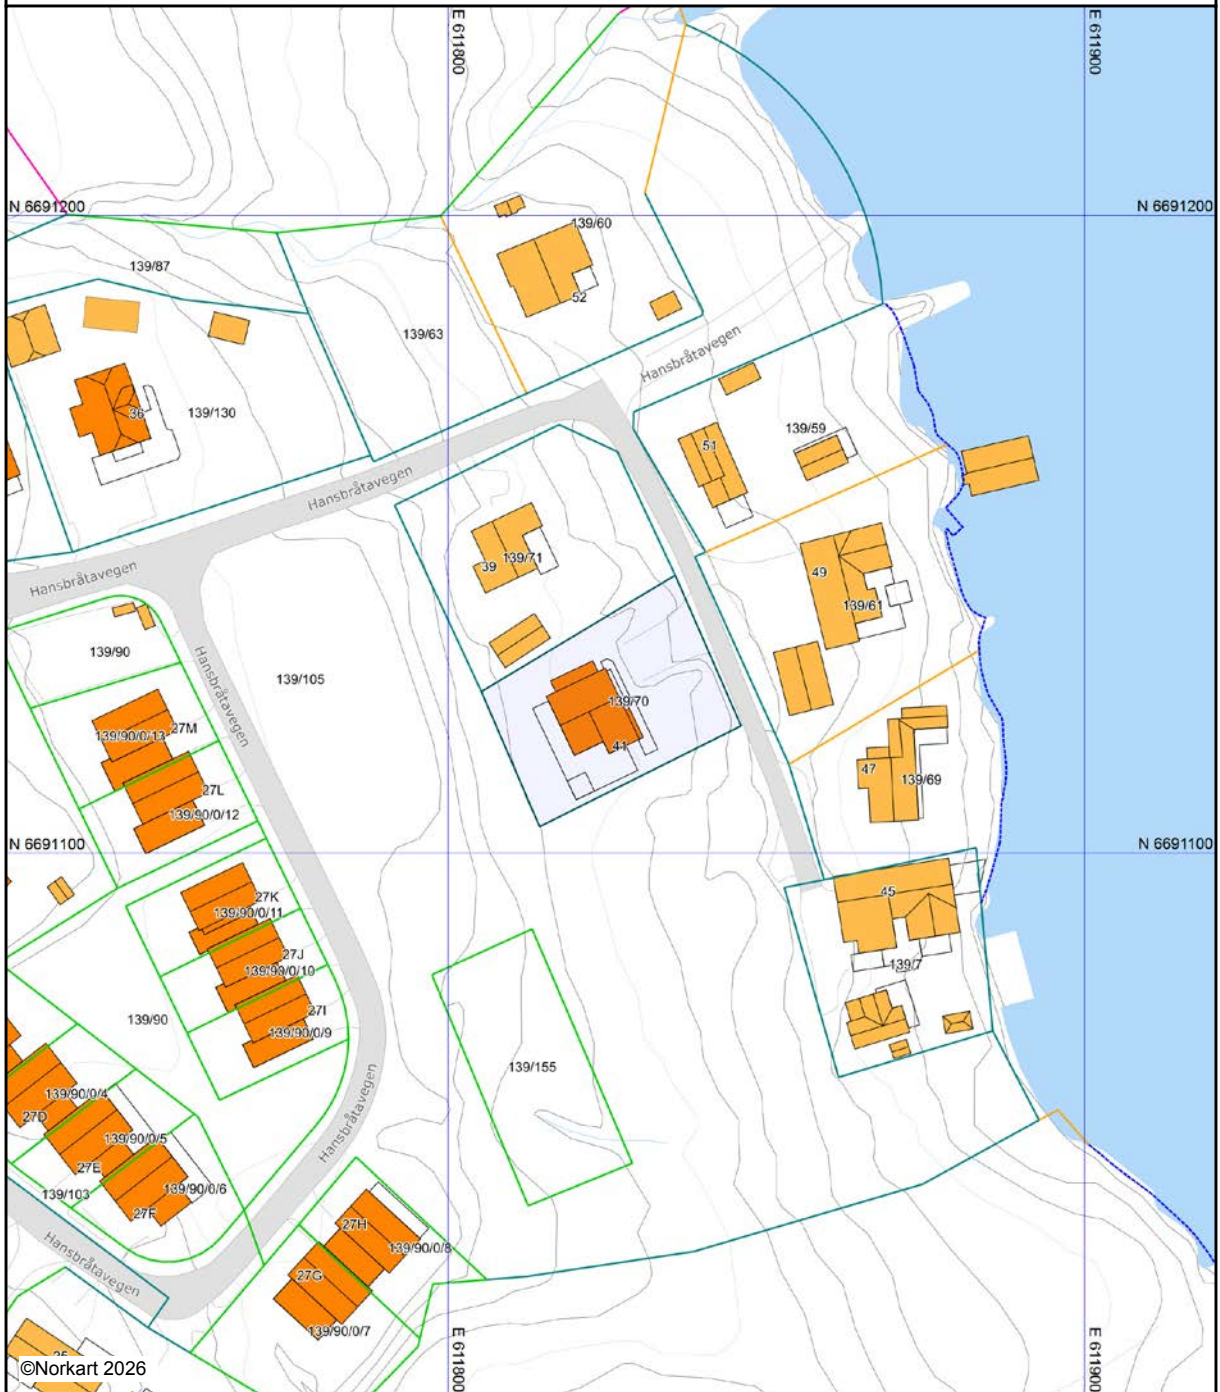 E 611800
E 611900
N 6691200
N 6691200
139/60
139/87
52
139/63
Hansbråtavegen
36
139/130
139/59
51
Hansbråtavegen
139/71
39
49
Hansbråtavegen
139/61
139/90
Hansbråtavegen
139/105
139/70
27M
139/90/0/13
41
47
139/69
27L
139/90/0/12
N 6691100
N 6691100
45
27K
139/90/0/11
27J
139/7
139/90/0/10
27I
139/90
139/90/0/9
139/155
139/90/0/4
27D
Hansbråtavegen
139/90/0/5
27E
139/90/0/6
139/103
27F
27H
139/90/0/8
Hansbråtavegen
27G
139/90/0/7
E 611800
E 611900
©Norkart 2026